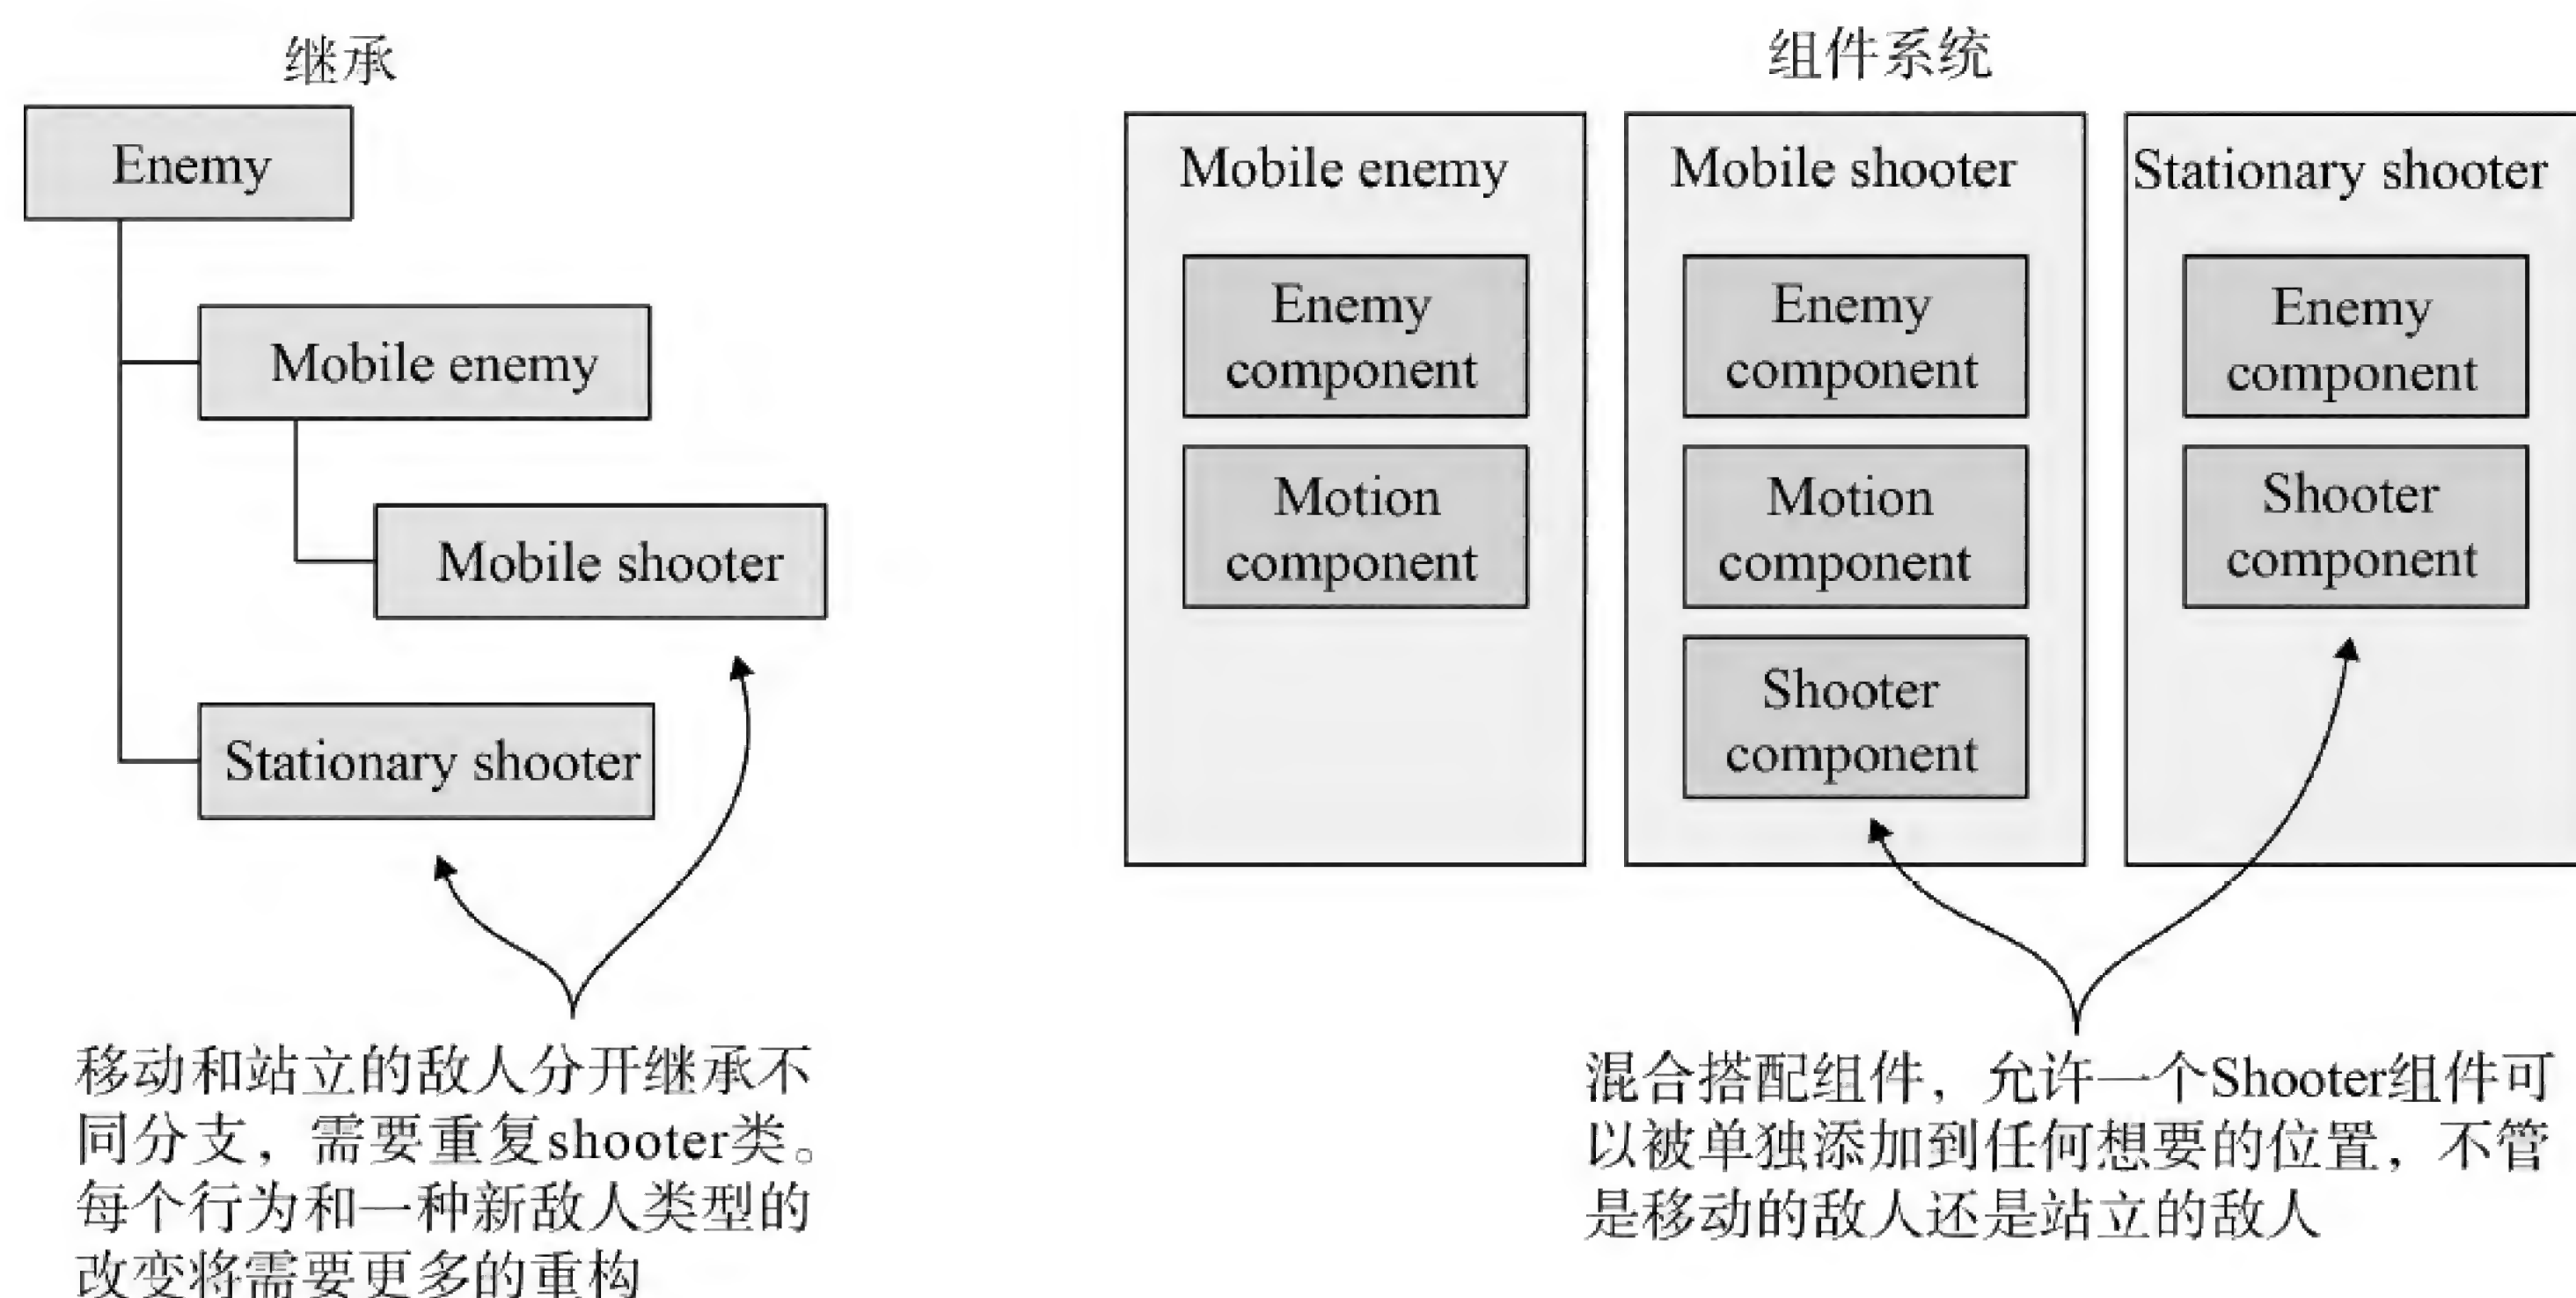 继承
Enemy
Mobile enemy
Mobile shooter
Stationary shooter
移动和站立的敌人分开继承不
同分支，需要重复shooter类。
每个行为和一种新敌人类型的
改变将需要更多的重构
组件系统
Mobile enemy
Enemy
component
Motion
component
Mobile shooter
Enemy
component
Motion
component
Shooter
component
Stationary shooter
Enemy
component
Shooter
component
混合搭配组件，允许一个Shooter组件可
以被单独添加到任何想要的位置，不管
是移动的敌人还是站立的敌人